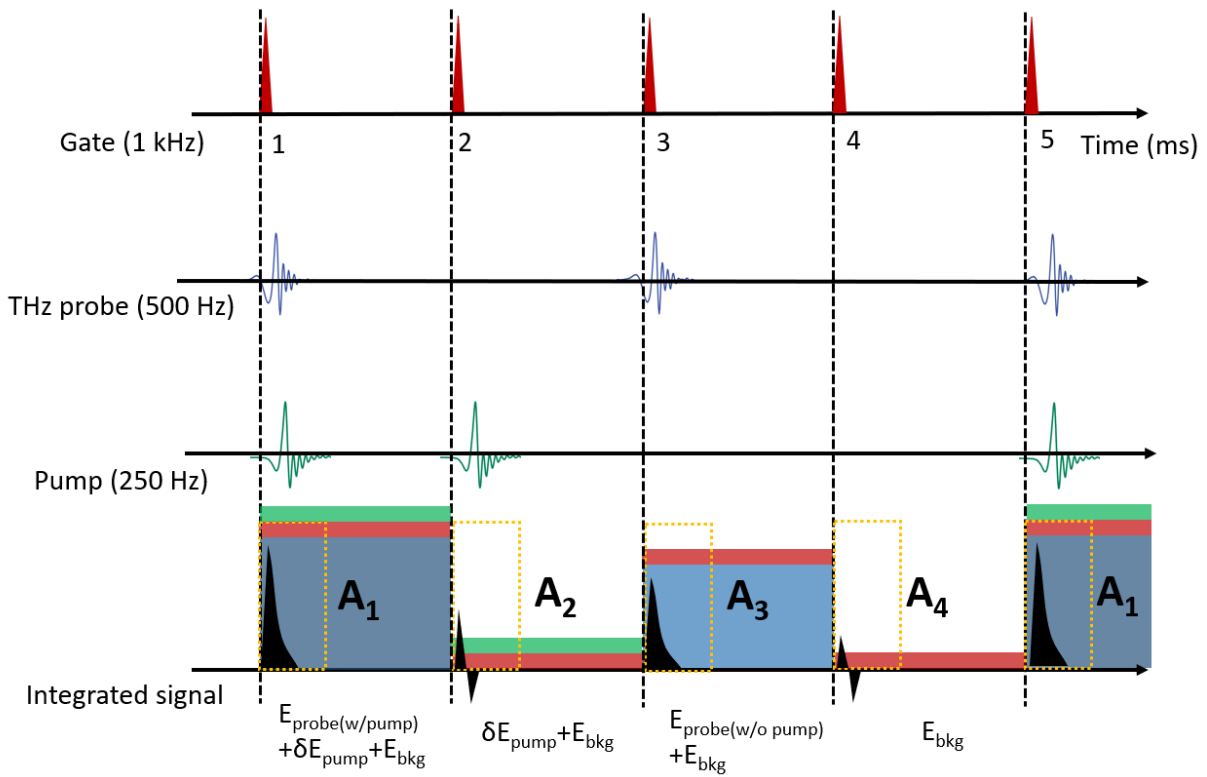 Gate (1 kHz)
1
2
3
4
5
Time (ms)
THz probe (500 Hz)
Pump (250 Hz)
A1
A2
A3
A4
A1
Integrated signal
Eprobe(w/pump)
+δEpump+Ebkg
δEpump+Ebkg
Eprobe(w/o pump)
+Ebkg
Ebkg